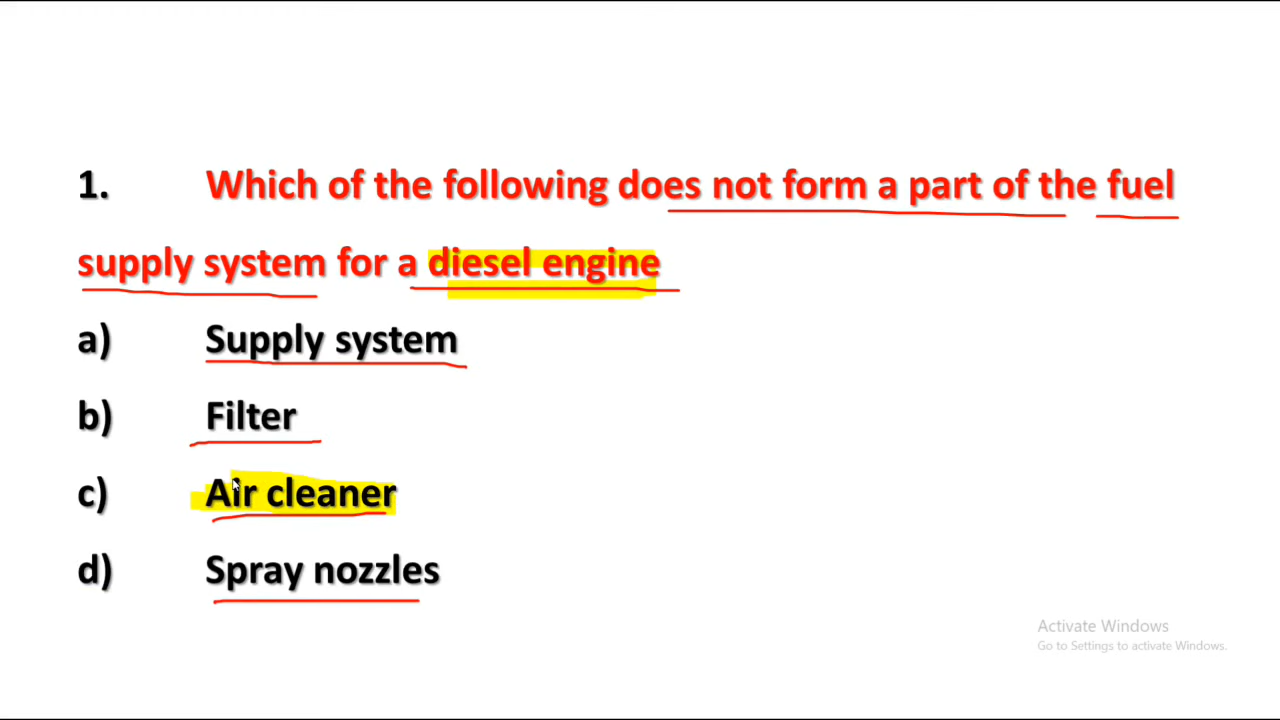 1. Which of the following does not form a part of the fuel
supply system for a diesel engine
a) Supply system
b) Filter
c) Air cleaner
d) Spray nozzles
Activate Windows
Go to Settings to activate Windows.